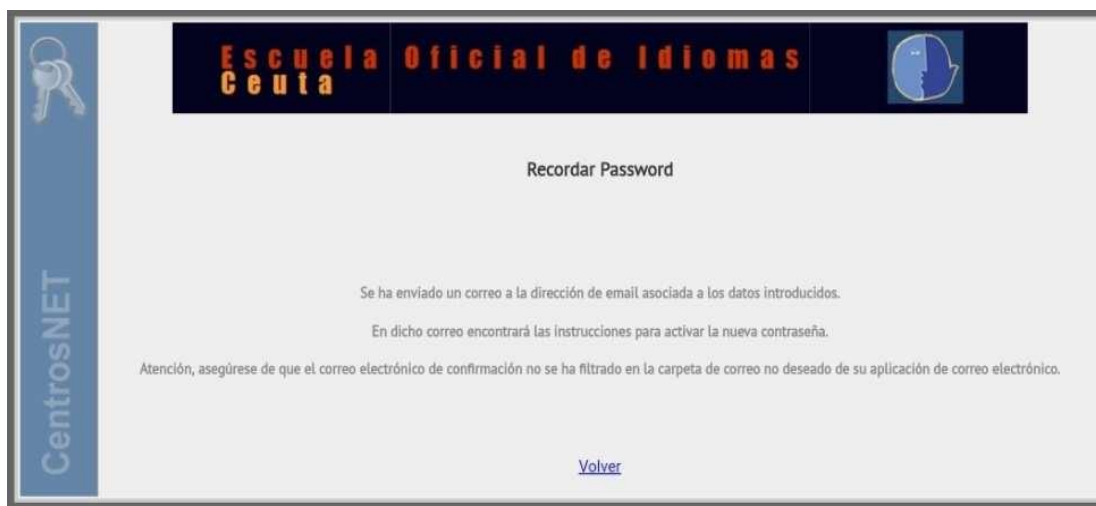 Escuela Oficial de Idiomas
Ceuta
Recordar Password
Se ha enviado un correo a la dirección de email asociada a los datos introducidos.
En dicho correo encontrará las instrucciones para activar la nueva contraseña.
Atención, asegúrese de que el correo electrónico de confirmación no se ha filtrado en la carpeta de correo no deseado de su aplicación de correo electrónico.
Volver
CentrosNET